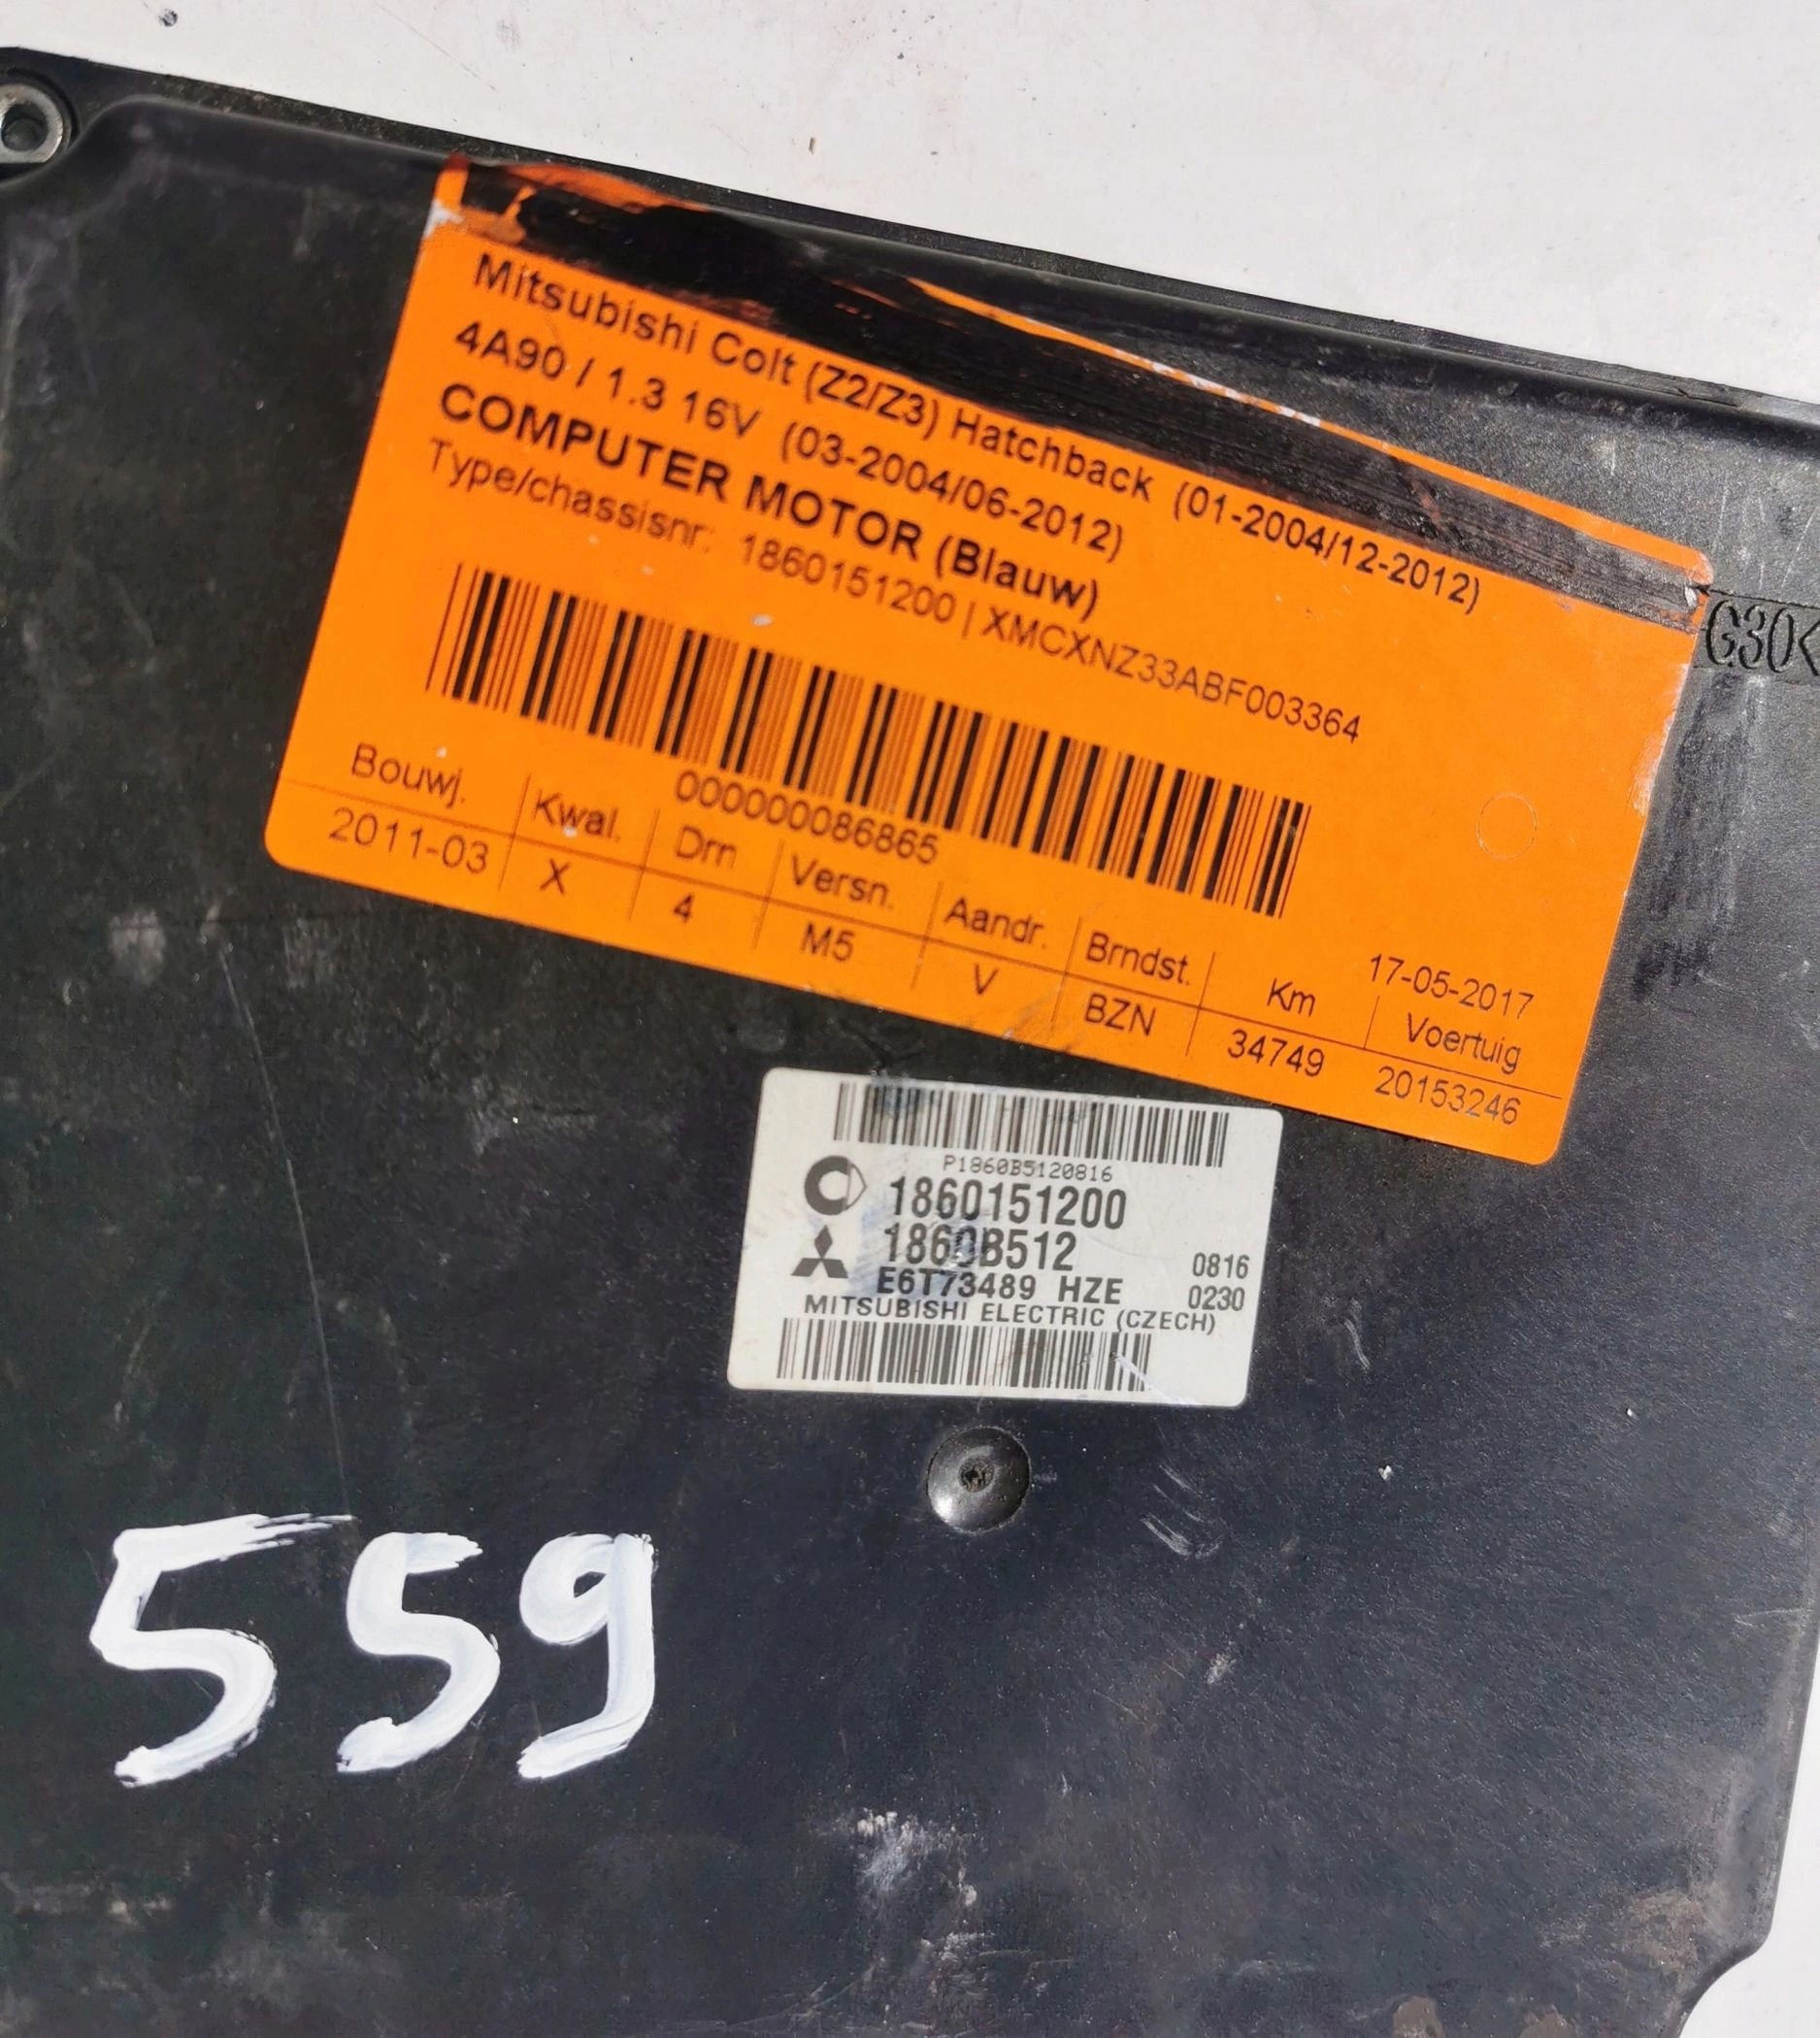 Mitsubishi Colt (Z2/Z3) Hatchback (01-2004/12-2012)
4A90 / 1.3 16V (03-2004/06-2012)
COMPUTER MOTOR (Blauw)
Type/chassisnr: 1860151200 | XMCXNZ33ABF003364
G30<
00000086865
17-05-2017
Bouwj. Kwal. Drn Versn. Aandr. Brndst. Km Voertuig
2011-03 X 4 M5 V BZN 34749 20153246
P1860B5120816
1860151200
1860B512 0816
E6T73489 HZE 0230
MITSUBISHI ELECTRIC (CZECH)
559